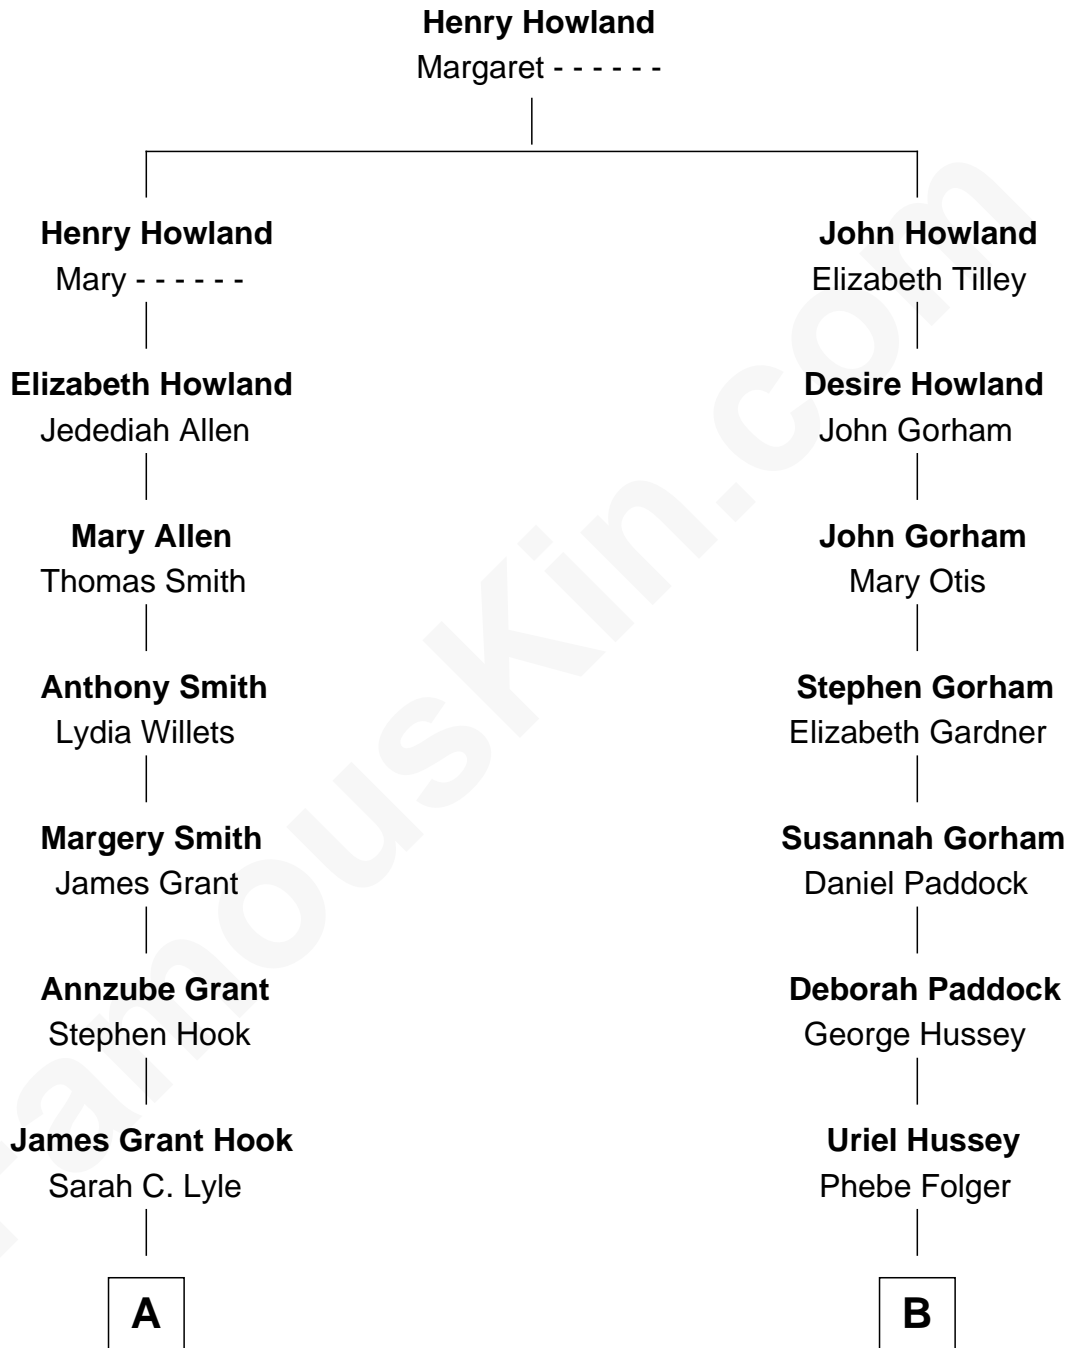 Henry Howland
Margaret - - - - - -
Henry Howland
Mary - - - - - -
John Howland
Elizabeth Tilley
Elizabeth Howland
Jedediah Allen
Desire Howland
John Gorham
Mary Allen
Thomas Smith
John Gorham
Mary Otis
Anthony Smith
Lydia Willets
Stephen Gorham
Elizabeth Gardner
Margery Smith
James Grant
Susannah Gorham
Daniel Paddock
Annzube Grant
Stephen Hook
Deborah Paddock
George Hussey
James Grant Hook
Sarah C. Lyle
Uriel Hussey
Phebe Folger
A
B
FamousKin.com